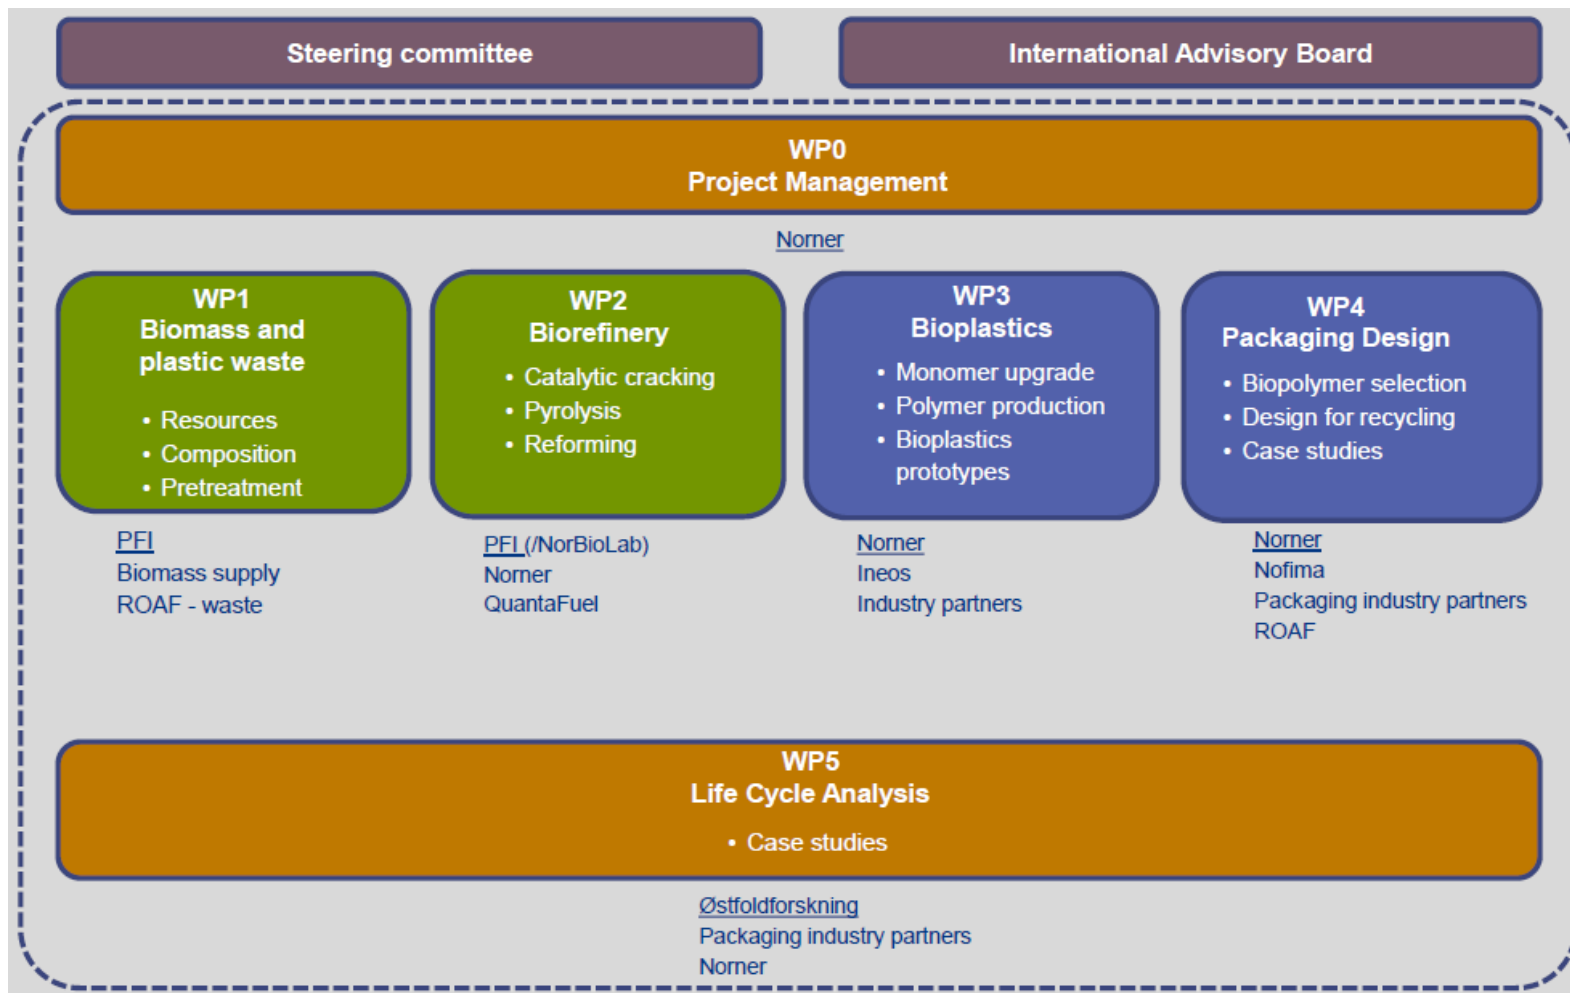 Steering committee
International Advisory Board
WP0
Project Management
Norner
WP1
Biomass and
plastic waste
• Resources
• Composition
• Pretreatment
PFI
Biomass supply
ROAF - waste
WP2
Biorefinery
• Catalytic cracking
• Pyrolysis
• Reforming
PFI (/NorBioLab)
Norner
QuantaFuel
WP3
Bioplastics
• Monomer upgrade
• Polymer production
• Bioplastics
prototypes
Norner
Ineos
Industry partners
WP4
Packaging Design
• Biopolymer selection
• Design for recycling
• Case studies
Norner
Nofima
Packaging industry partners
ROAF
WP5
Life Cycle Analysis
• Case studies
Østfoldforskning
Packaging industry partners
Norner